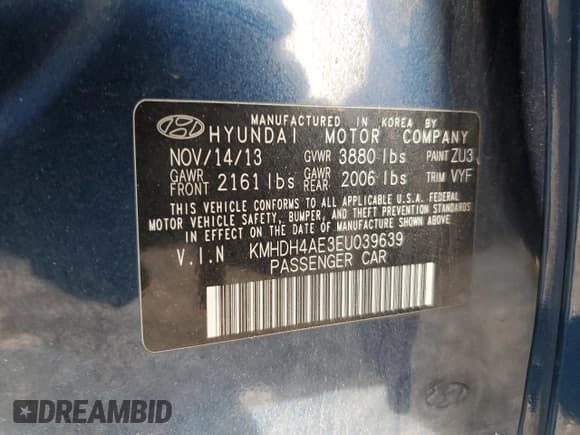 MANUFACTURED IN KOREA BY
HYUNDAI MOTOR COMPANY
NOV/14/13 GVWR 3880 lbs PAINT ZU3
GAWR FRONT 2161 lbs GAWR REAR 2006 lbs TRIM VYF
THIS VEHICLE CONFORMS TO ALL APPLICABLE U.S.A. FEDERAL
MOTOR VEHICLE SAFETY, BUMPER, AND THEFT PREVENTION STANDARDS
IN EFFECT ON THE DATE OF MANUFACTURE SHOWN ABOVE
V.I.N KMHDH4AE3EU039639
PASSENGER CAR
DREAMBID